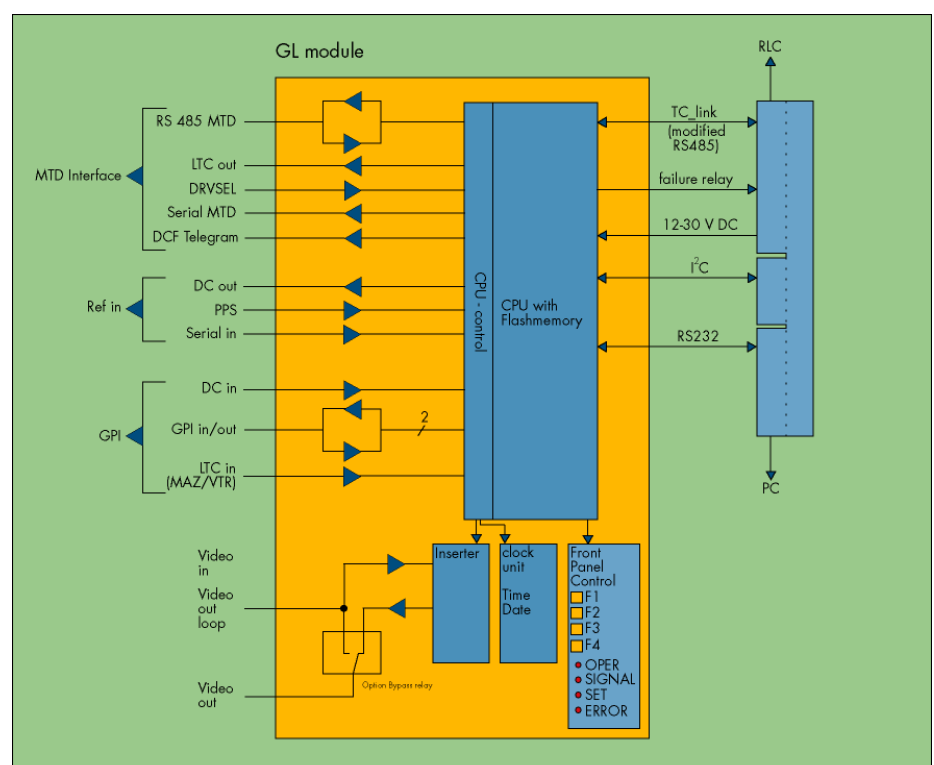 GL module
RLC
RS 485 MTD
LTC out
DRVSEL
Serial MTD
DCF Telegram
MTD Interface
DC out
PPS
Serial in
Ref in
DC in
GPI in/out
2
LTC in
(MAZ/VTR)
GPI
CPU - control
CPU with
Flashmemory
TC_link
(modified
RS485)
failure relay
12-30 V DC
I²C
RS232
PC
Video
in
Video
out
loop
Video
out
Option Bypass relay
Inserter
clock
unit
Time
Date
Front
Panel
Control
F1
F2
F3
F4
OPER
SIGNAL
SET
ERROR